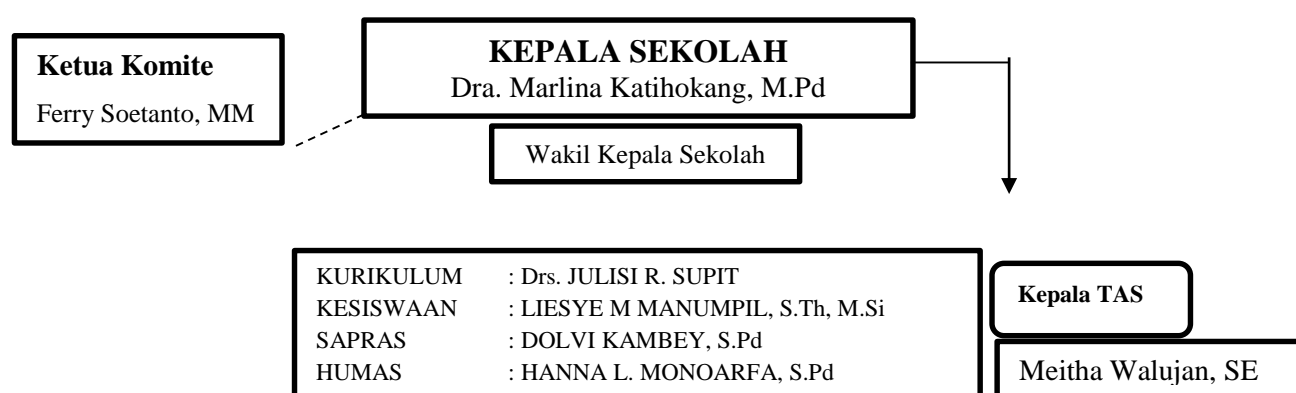 Ketua Komite
Ferry Soetanto, MM
KEPALA SEKOLAH
Dra. Marlina Katihokang, M.Pd
Wakil Kepala Sekolah
KURIKULUM : Drs. JULISI R. SUPIT
KESISWAAN : LIESYE M MANUMPIL, S.Th, M.Si
SAPRAS : DOLVI KAMBEY, S.Pd
HUMAS : HANNA L. MONOARFA, S.Pd
Kepala TAS
Meitha Walujan, SE